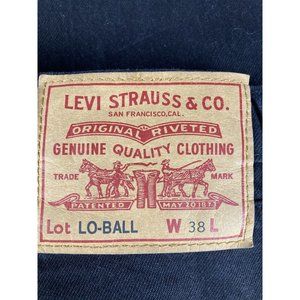 LEVI STRAUSS & CO.
SAN FRANCISCO, CAL.
ORIGINAL RIVETED
GENUINE QUALITY CLOTHING
TRADE MARK
PATENTED MAY 20 1873
Lot LO-BALL W 38 L